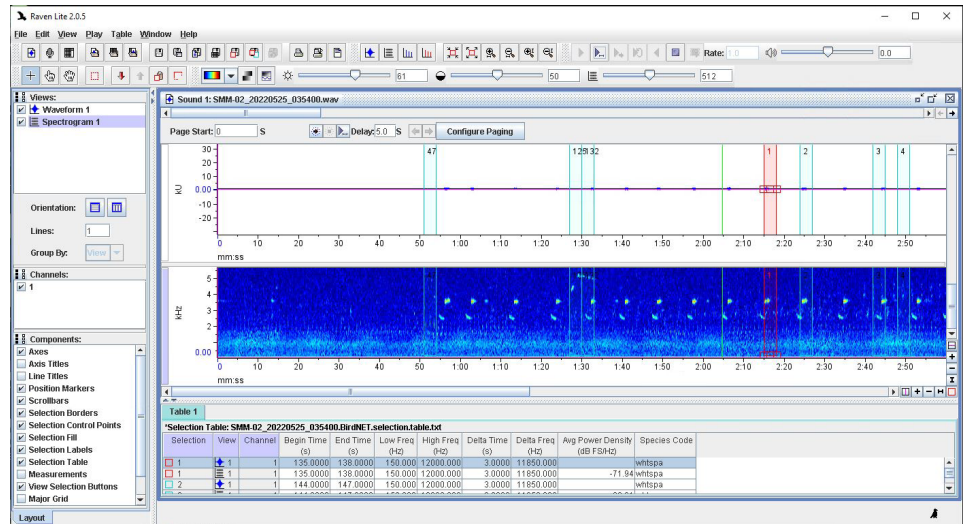 Raven Lite 2.0.5
File Edit View Play Table Window Help
Rate: 1.0 0.0
61 50 512
Views:
Waveform 1
Spectrogram 1
Orientation:
Lines: 1
Group By: View
Channels:
1
Components:
Axes
Axis Titles
Line Titles
Position Markers
Scrollbars
Selection Borders
Selection Control Points
Selection Fill
Selection Labels
Selection Table
Measurements
View Selection Buttons
Major Grid
Layout
Sound 1: SMM-02_20220525_035400.wav
Page Start: 0 S Delay: 5.0 S Configure Paging
47 1 2 3 4
30
20
10
0.00
-10
-20
kU
0 10 20 30 40 50 1:00 1:10 1:20 1:30 1:40 1:50 2:00 2:10 2:20 2:30 2:40 2:50
mm:ss
1
5
4
3
2
0.00
kHz
0 10 20 30 40 50 1:00 1:10 1:20 1:30 1:40 1:50 2:00 2:10 2:20 2:30 2:40 2:50
mm:ss
Table 1
*Selection Table: SMM-02_20220525_035400.BirdNET.selection.table.txt
Selection View Channel Begin Time (s) End Time (s) Low Freq (Hz) High Freq (Hz) Delta Time (s) Delta Freq (Hz) Avg Power Density (dB FS/Hz) Species Code
1 1 1 135.0000 138.0000 150.000 12000.000 3.0000 11850.000 whtspa
1 1 1 135.0000 138.0000 150.000 12000.000 3.0000 11850.000 -71.94 whtspa
2 1 1 144.0000 147.0000 150.000 12000.000 3.0000 11850.000 whtspa